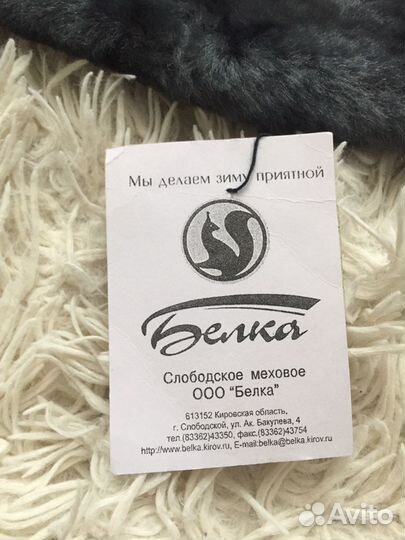 Мы делаем зиму приятной
Белка
Слободское меховое
ООО "Белка"
613152 Кировская область,
г. Слободской, ул. Ак. Бакулева, 4
тел.(83362)43350, факс.(83362)43754
http://www.belka.kirov.ru, E-mail:belka@belka.kirov.ru
Avito